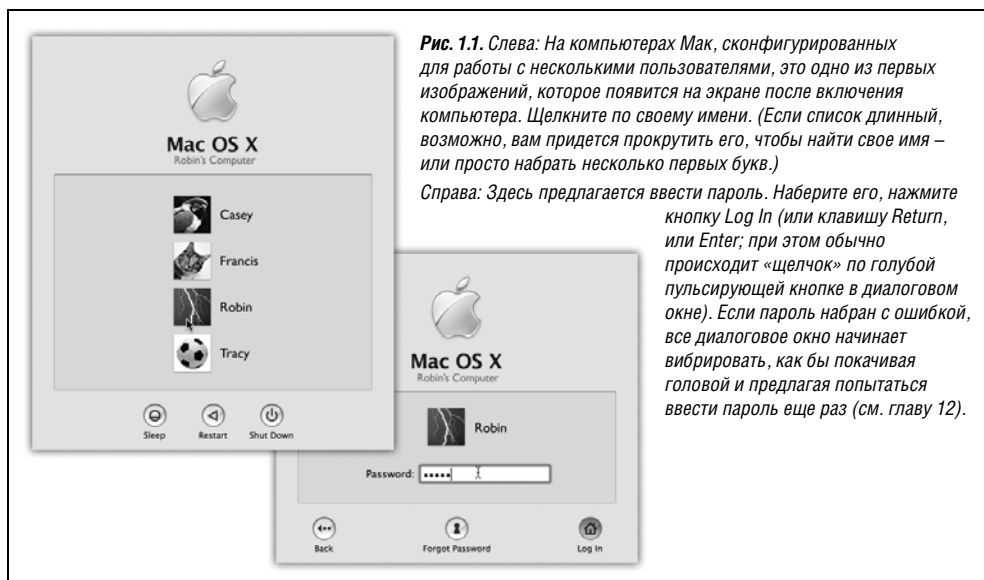 Рис. 1.1. Слева: На компьютерах Мак, сконфигурированных
для работы с несколькими пользователями, это одно из первых
изображений, которое появится на экране после включения
компьютера. Щелкните по своему имени. (Если список длинный,
возможно, вам придется прокрутить его, чтобы найти свое имя –
или просто набрать несколько первых букв.)
Справа: Здесь предлагается ввести пароль. Наберите его, нажмите
кнопку Log In (или клавишу Return,
или Enter; при этом обычно
происходит «щелчок» по голубой
пульсирующей кнопке в диалоговом
окне). Если пароль набран с ошибкой,
все диалоговое окно начинает
вибрировать, как бы покачивая
головой и предлагая попытаться
ввести пароль еще раз (см. главу 12).
Mac OS X
Robin's Computer
Casey
Francis
Robin
Tracy
Sleep Restart Shut Down
Mac OS X
Robin's Computer
Robin
Password:
Back Forgot Password Log In